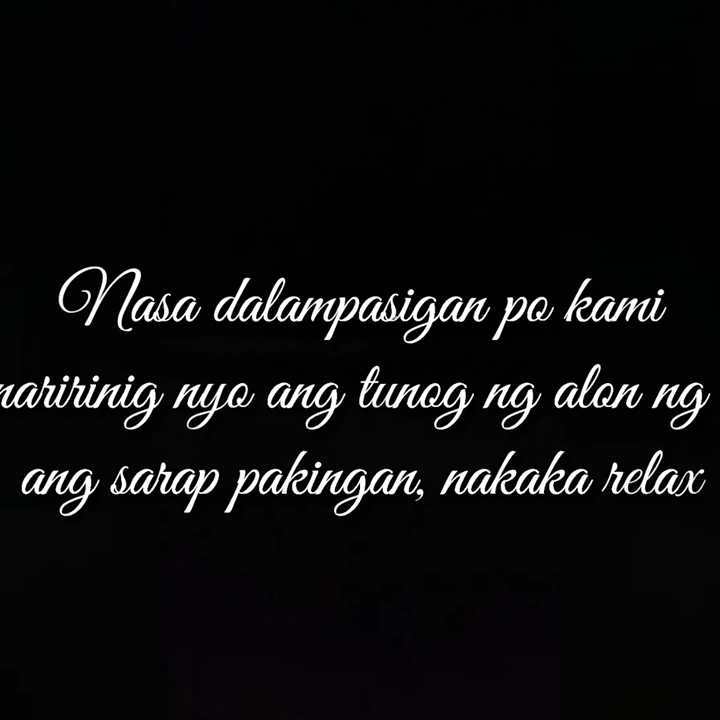 Nasa dalampasigan po kami
naririnig nyo ang tunog ng alon ng
ang sarap pakingan, nakaka relax